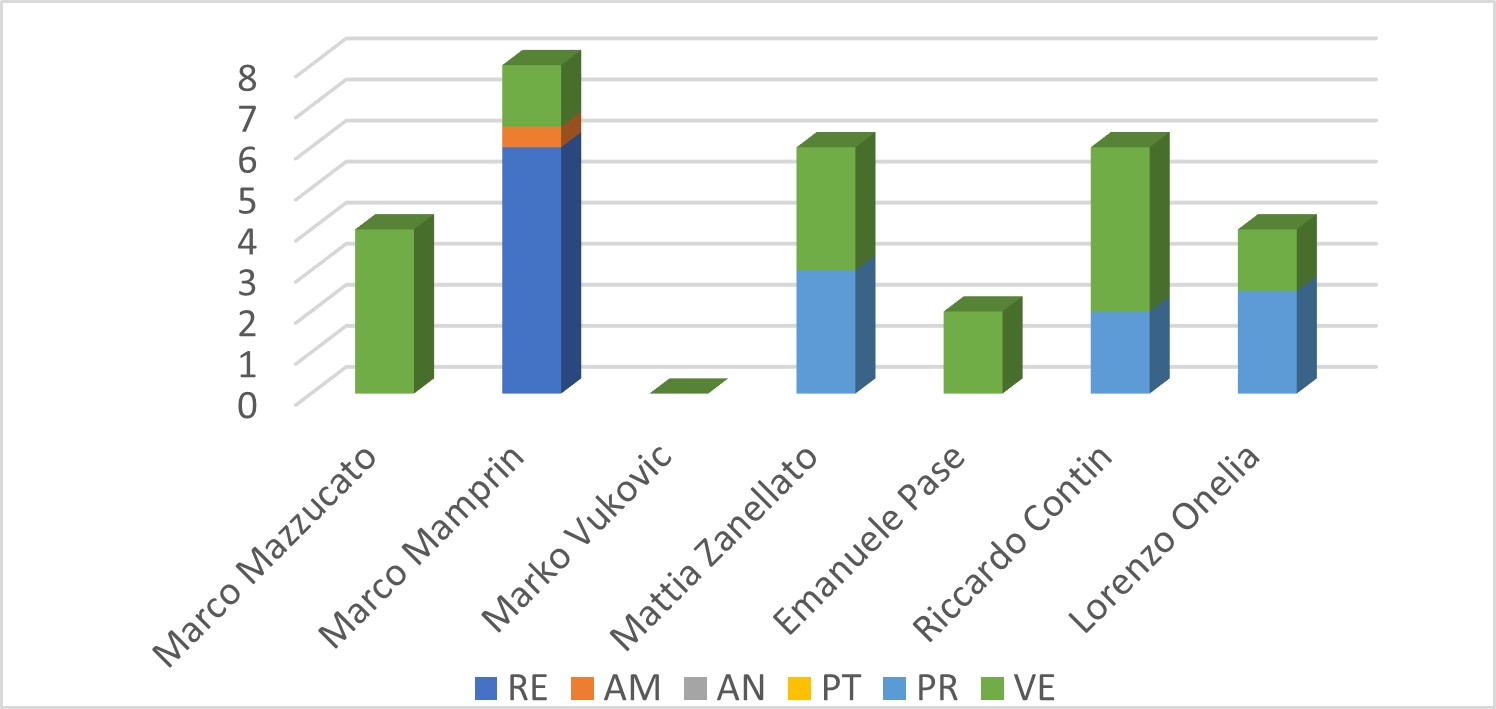 8
7
6
5
4
3
2
1
0
Marco Mazzucato
Marco Mamprin
Marko Vukovic
Mattia Zanellato
Emanuele Pase
Riccardo Contin
Lorenzo Onelia
RE AM AN PT PR VE